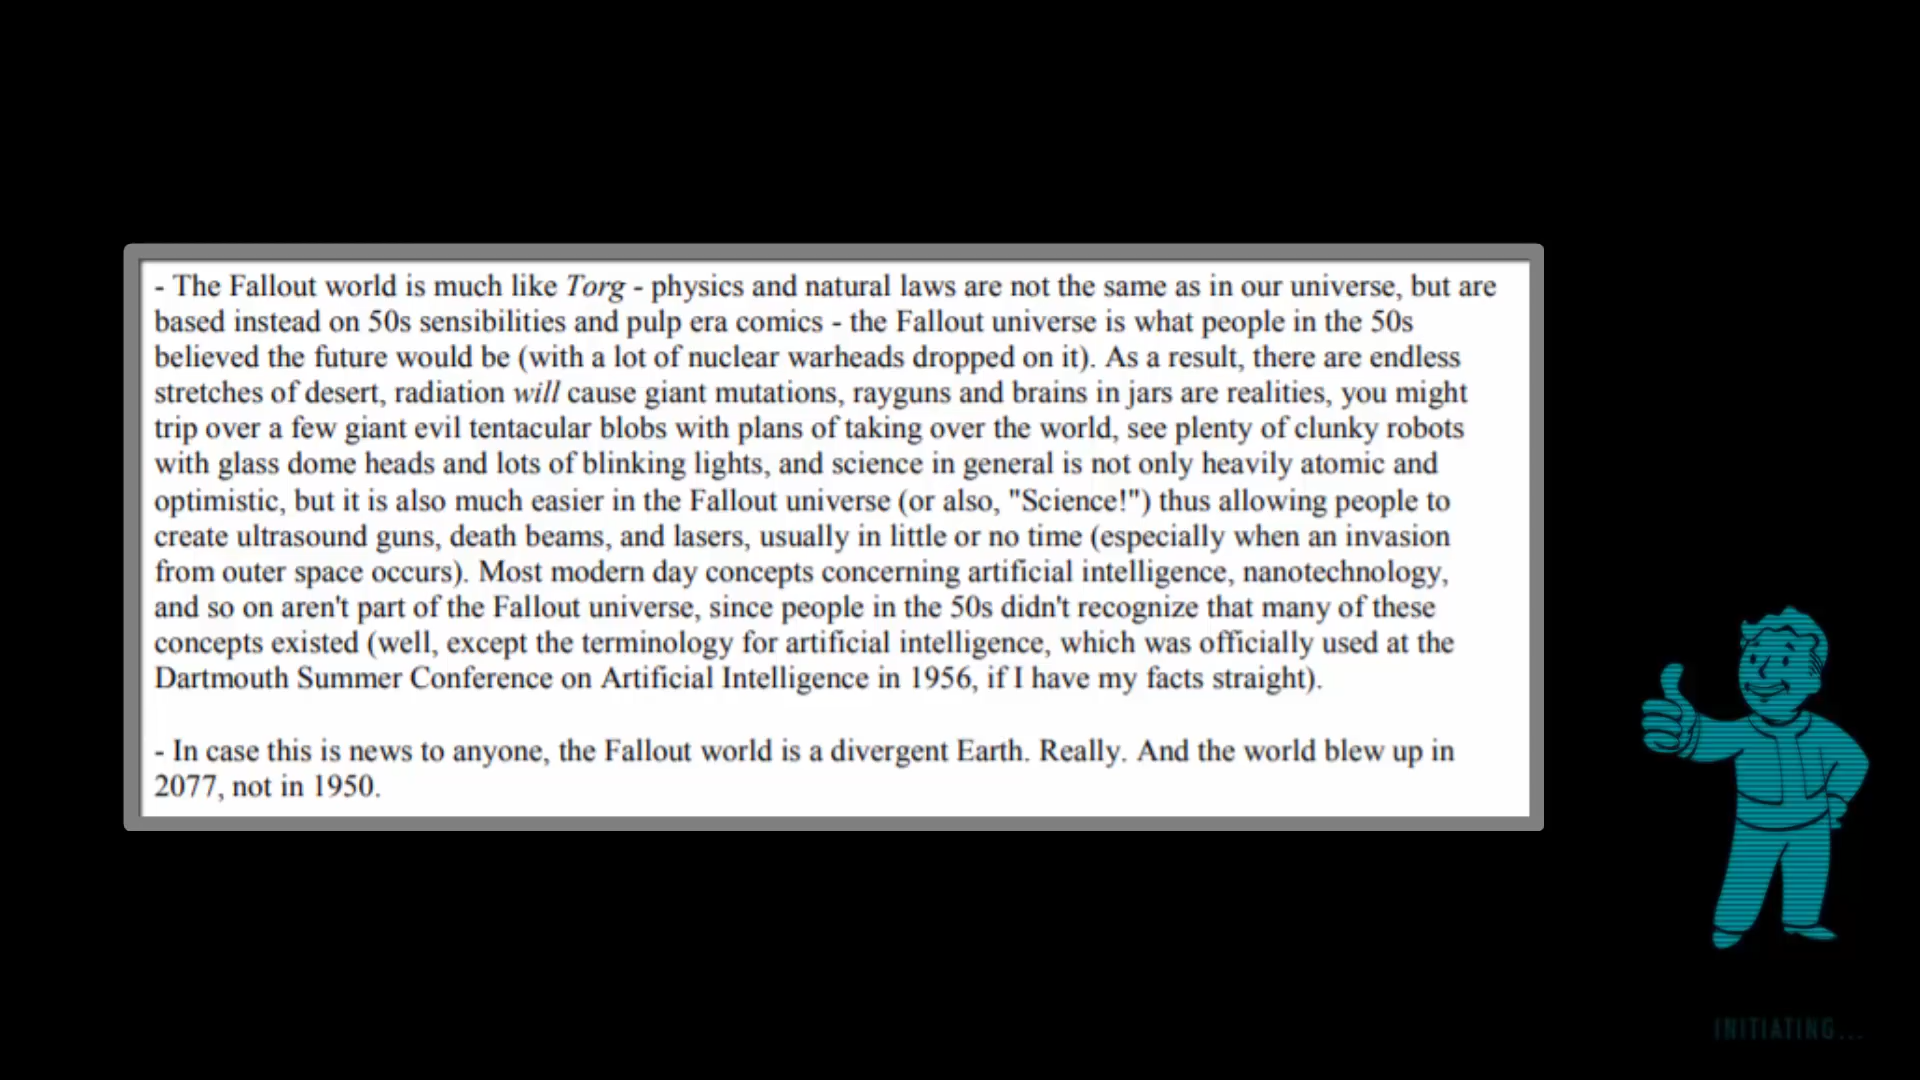 - The Fallout world is much like Torg - physics and natural laws are not the same as in our universe, but are
based instead on 50s sensibilities and pulp era comics - the Fallout universe is what people in the 50s
believed the future would be (with a lot of nuclear warheads dropped on it). As a result, there are endless
stretches of desert, radiation will cause giant mutations, rayguns and brains in jars are realities, you might
trip over a few giant evil tentacular blobs with plans of taking over the world, see plenty of clunky robots
with glass dome heads and lots of blinking lights, and science in general is not only heavily atomic and
optimistic, but it is also much easier in the Fallout universe (or also, "Science!") thus allowing people to
create ultrasound guns, death beams, and lasers, usually in little or no time (especially when an invasion
from outer space occurs). Most modern day concepts concerning artificial intelligence, nanotechnology,
and so on aren't part of the Fallout universe, since people in the 50s didn't recognize that many of these
concepts existed (well, except the terminology for artificial intelligence, which was officially used at the
Dartmouth Summer Conference on Artificial Intelligence in 1956, if I have my facts straight).
- In case this is news to anyone, the Fallout world is a divergent Earth. Really. And the world blew up in
2077, not in 1950.
INITIATING...